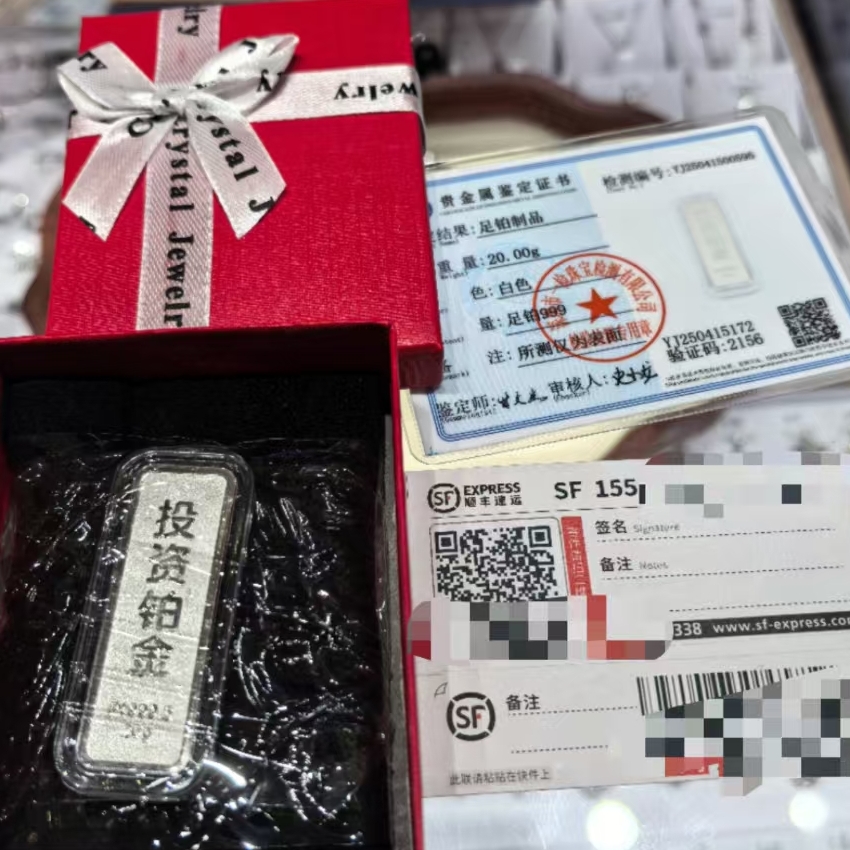 Krystal Jewelry
welry
贵金属鉴定证书
检测编号:YJ25041500596
结果:足铂制品
重 量:20.00g
色:白色
量:足铂999
注:所测仅为表面
YJ250415172
验证码:2156
鉴定师:
审核人:
投资铂金
SF EXPRESS
顺丰速运
SF 155
签名 Signature
备注 Notes
338 www.sf-express.com
SF
备注
此联请粘贴在快件上